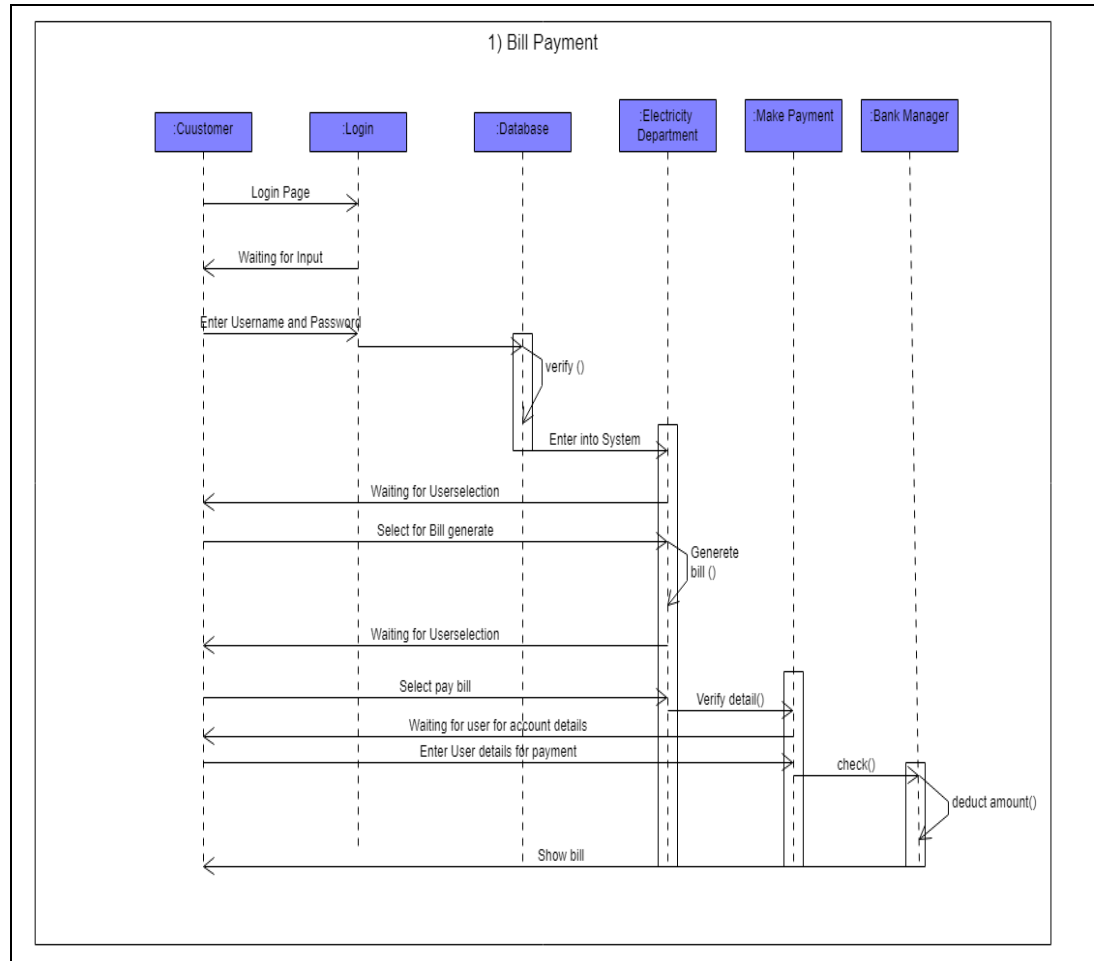 1) Bill Payment
:Cuustomer
:Login
:Database
:Electricity
Department
:Make Payment
:Bank Manager
Login Page
Waiting for Input
Enter Username and Password
verify ()
Enter into System
Waiting for Userselection
Select for Bill generate
Generete
bill ()
Waiting for Userselection
Select pay bill
Verify detail()
Waiting for user for account details
Enter User details for payment
check()
deduct amount()
Show bill